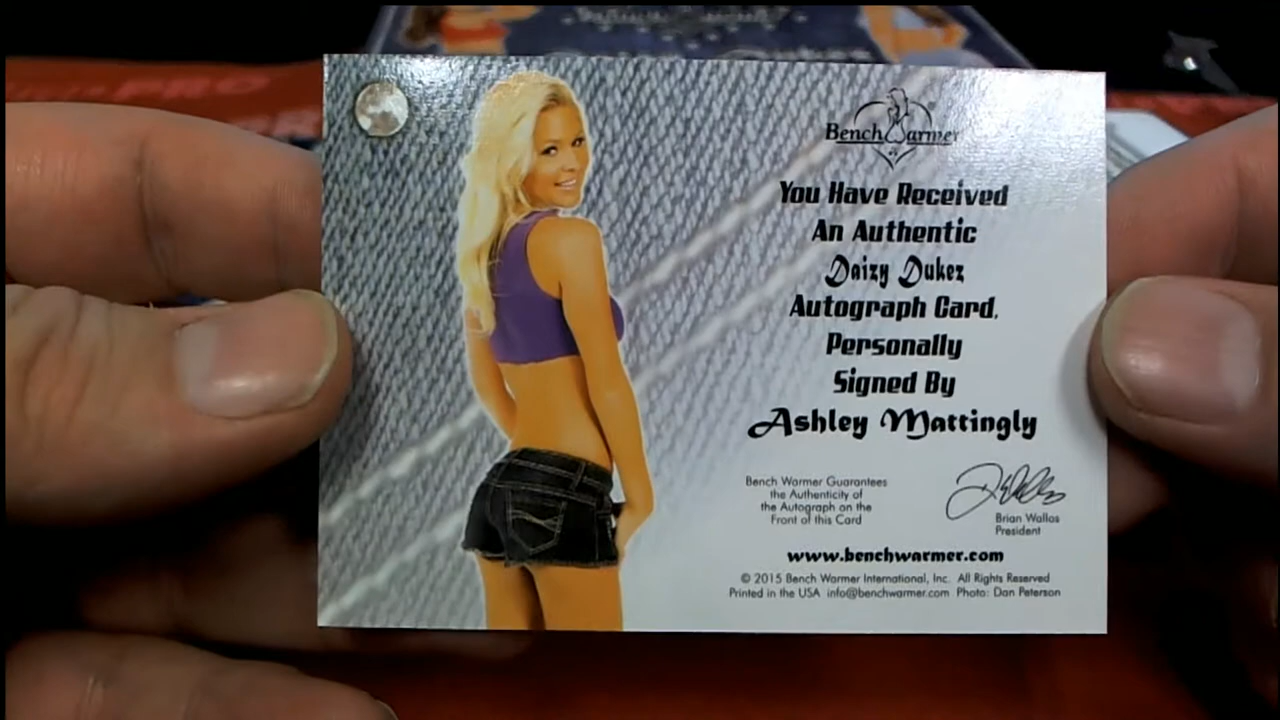 PRO
Bench Warmer
You Have Received
An Authentic
Daizy Dukez
Autograph Card,
Personally
Signed By
Ashley Mattingly
Bench Warmer Guarantees
the Authenticity of
the Autograph on the
Front of this Card
Brian Wallos
President
www.benchwarmer.com
© 2015 Bench Warmer International, Inc. All Rights Reserved
Printed in the USA info@benchwarmer.com Photo: Dan Peterson